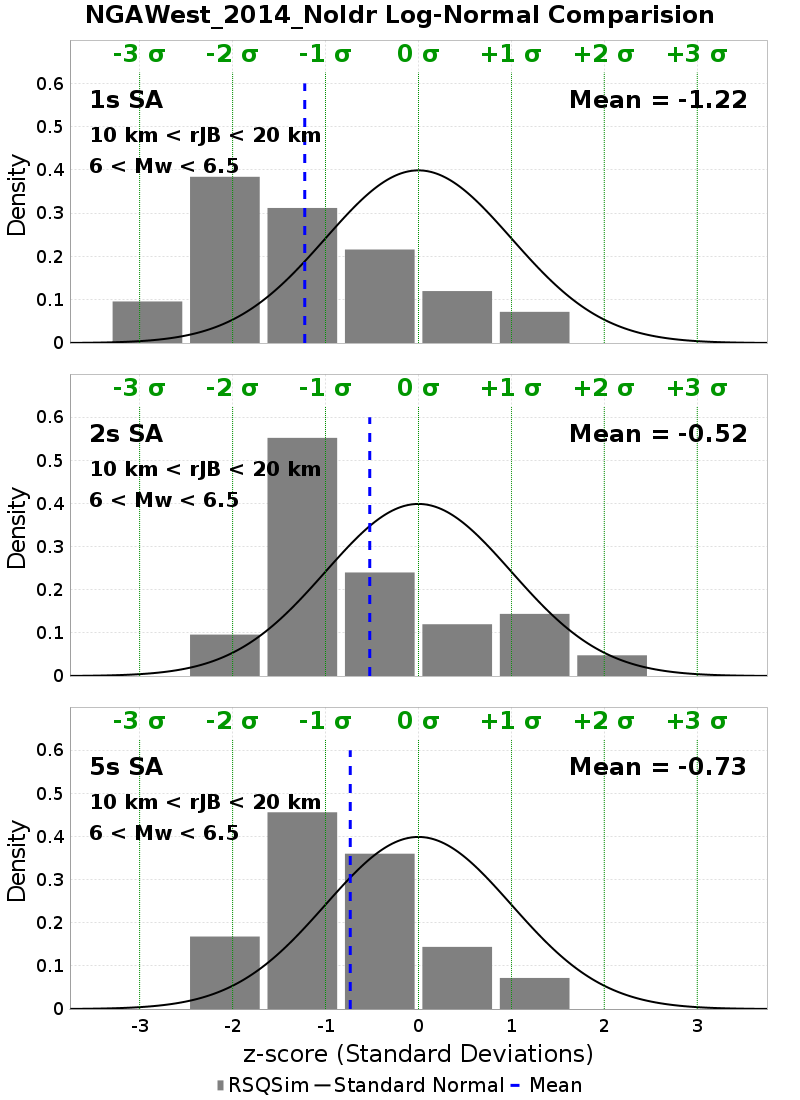 NGAWest_2014_NoIdr Log-Normal Comparision
-3 σ -2 σ -1 σ 0 σ +1 σ +2 σ +3 σ
1s SA
Mean = -1.22
10 km < rJB < 20 km
6 < Mw < 6.5
0.6
0.5
0.4
0.3
0.2
0.1
0
Density
-3 σ -2 σ -1 σ 0 σ +1 σ +2 σ +3 σ
2s SA
Mean = -0.52
10 km < rJB < 20 km
6 < Mw < 6.5
0.6
0.5
0.4
0.3
0.2
0.1
0
Density
-3 σ -2 σ -1 σ 0 σ +1 σ +2 σ +3 σ
5s SA
Mean = -0.73
10 km < rJB < 20 km
6 < Mw < 6.5
0.6
0.5
0.4
0.3
0.2
0.1
0
Density
-3 -2 -1 0 1 2 3
z-score (Standard Deviations)
RSQSim Standard Normal Mean